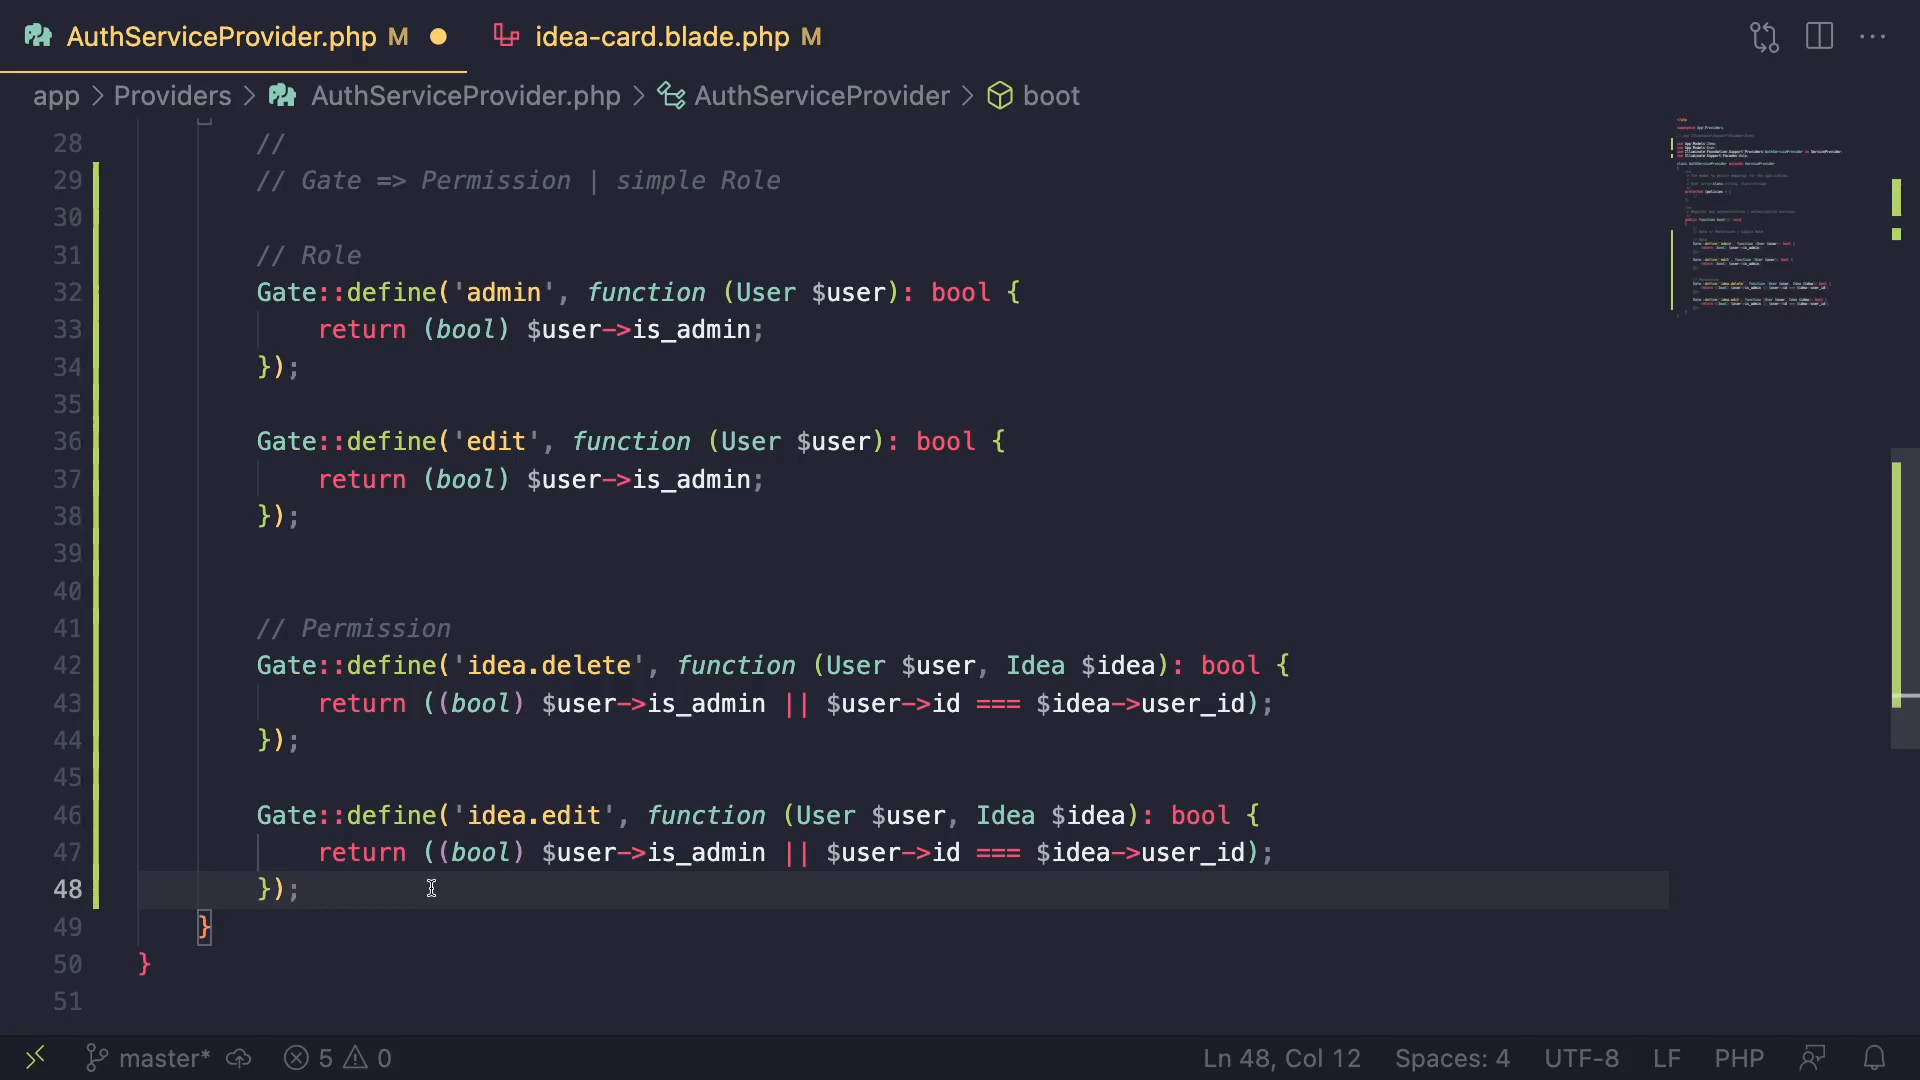 AuthServiceProvider.php M
idea-card.blade.php M
app > Providers > AuthServiceProvider.php > AuthServiceProvider > boot
28 //
29 // Gate => Permission | simple Role
30
31 // Role
32 Gate::define('admin', function (User $user): bool {
33 return (bool) $user->is_admin;
34 });
35
36 Gate::define('edit', function (User $user): bool {
37 return (bool) $user->is_admin;
38 });
39
40
41 // Permission
42 Gate::define('idea.delete', function (User $user, Idea $idea): bool {
43 return ((bool) $user->is_admin || $user->id === $idea->user_id);
44 });
45
46 Gate::define('idea.edit', function (User $user, Idea $idea): bool {
47 return ((bool) $user->is_admin || $user->id === $idea->user_id);
48 });
49 }
50 }
51
master* 5 0 Ln 48, Col 12 Spaces: 4 UTF-8 LF PHP